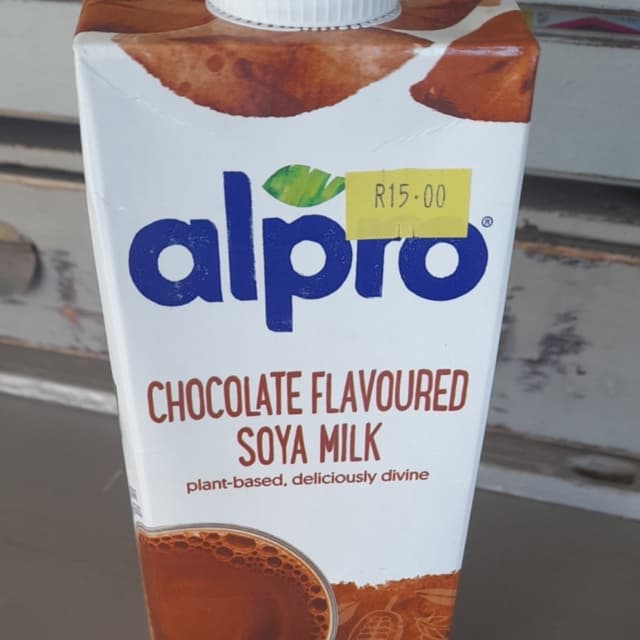 R15.00
alpro®
CHOCOLATE FLAVOURED
SOYA MILK
plant-based, deliciously divine